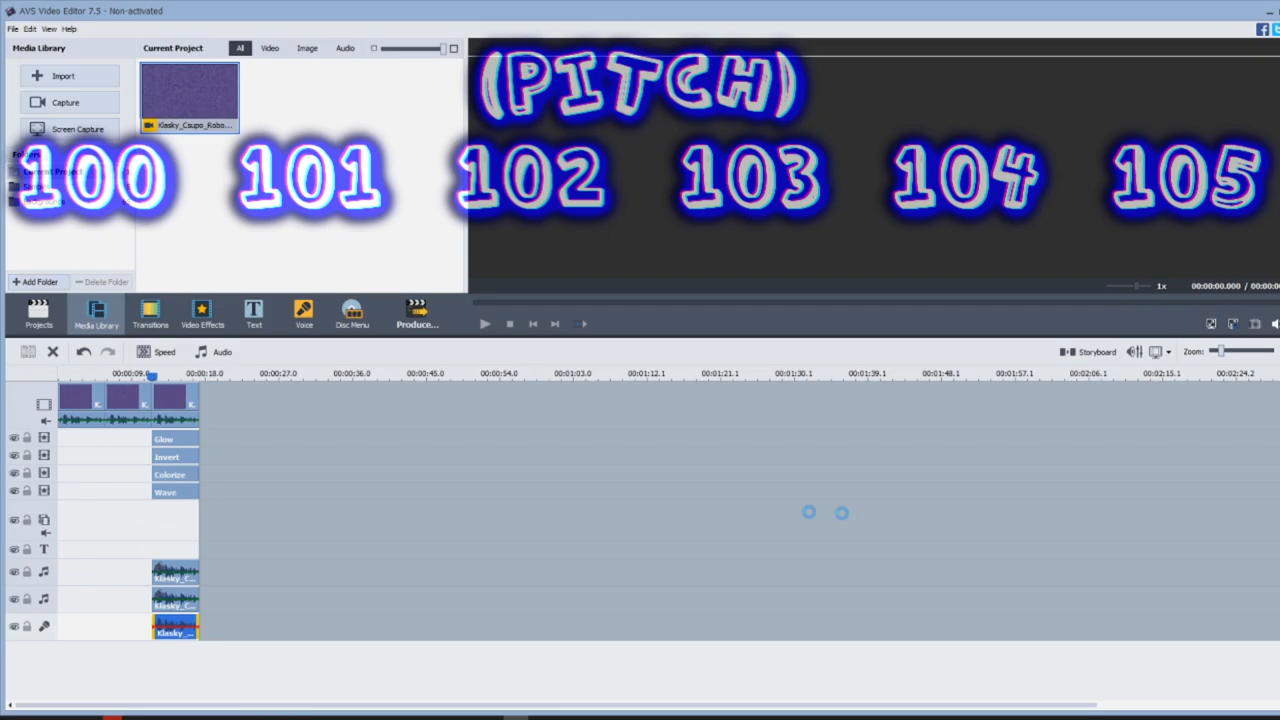 AVS Video Editor 7.5 - Non-activated
File Edit View Help
Media Library
Current Project
All
Video
Image
Audio
Import
Capture
Screen Capture
Klasky_Csupo_Robo...
(PITCH)
100 101 102 103 104 105
Add Folder
Delete Folder
1x
00:00:00.000 / 00:00:0
Projects
Media Library
Transitions
Video Effects
Text
Voice
Disc Menu
Produce...
Speed
Audio
Storyboard
Zoom:
00:00:09.0 00:00:18.0 00:00:27.0 00:00:36.0 00:00:45.0 00:00:54.0 00:01:03.0 00:01:12.1 00:01:21.1 00:01:30.1 00:01:39.1 00:01:48.1 00:01:57.1 00:02:06.1 00:02:15.1 00:02:24.2
K. K. K.
Glow
Invert
Colorize
Wave
T
Klasky_C...
Klasky_C...
Klasky_...